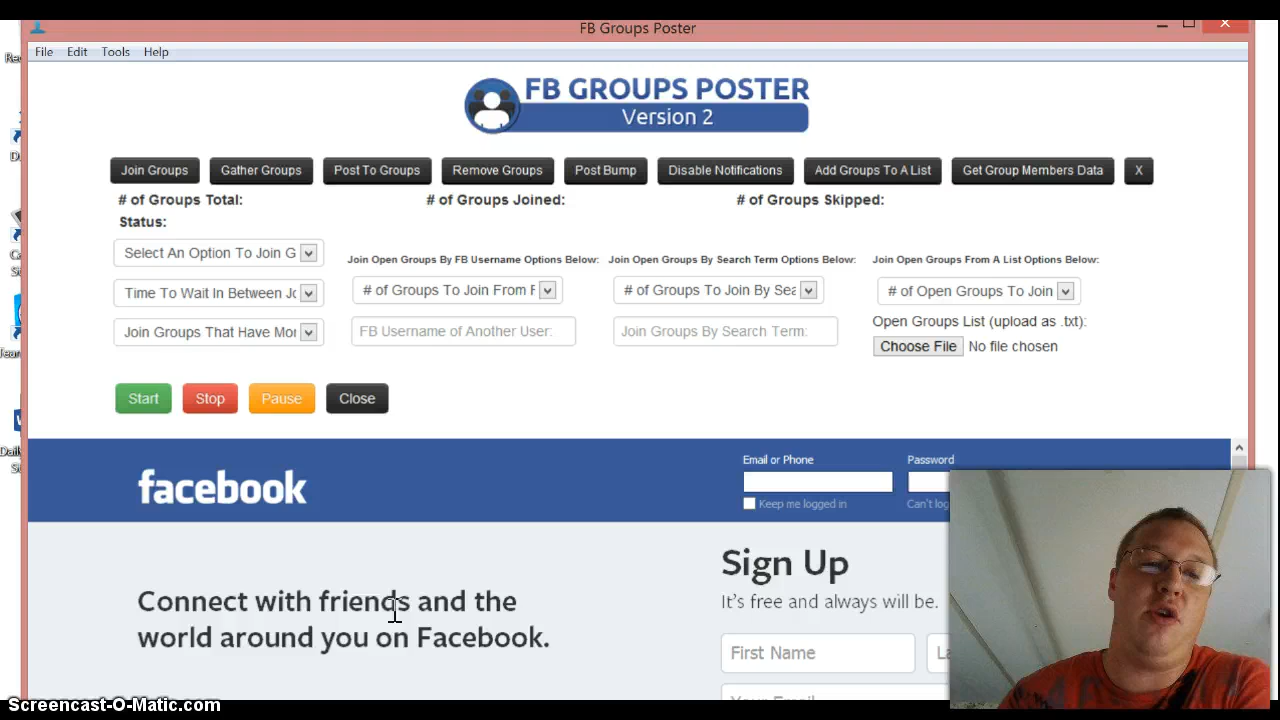 FB Groups Poster
File Edit Tools Help
FB GROUPS POSTER
Version 2
Join Groups Gather Groups Post To Groups Remove Groups Post Bump Disable Notifications Add Groups To A List Get Group Members Data X
# of Groups Total: # of Groups Joined: # of Groups Skipped:
Status:
Select An Option To Join G
Join Open Groups By FB Username Options Below: Join Open Groups By Search Term Options Below: Join Open Groups From A List Options Below:
Time To Wait In Between Jo # of Groups To Join From F # of Groups To Join By Sea # of Open Groups To Join
Join Groups That Have Mor FB Username of Another User: Join Groups By Search Term: Open Groups List (upload as .txt):
Choose File No file chosen
Start Stop Pause Close
Email or Phone Password
facebook
Keep me logged in Can't log
Sign Up
Connect with friends and the It's free and always will be.
world around you on Facebook.
First Name La
Your Email
Screencast-O-Matic.com